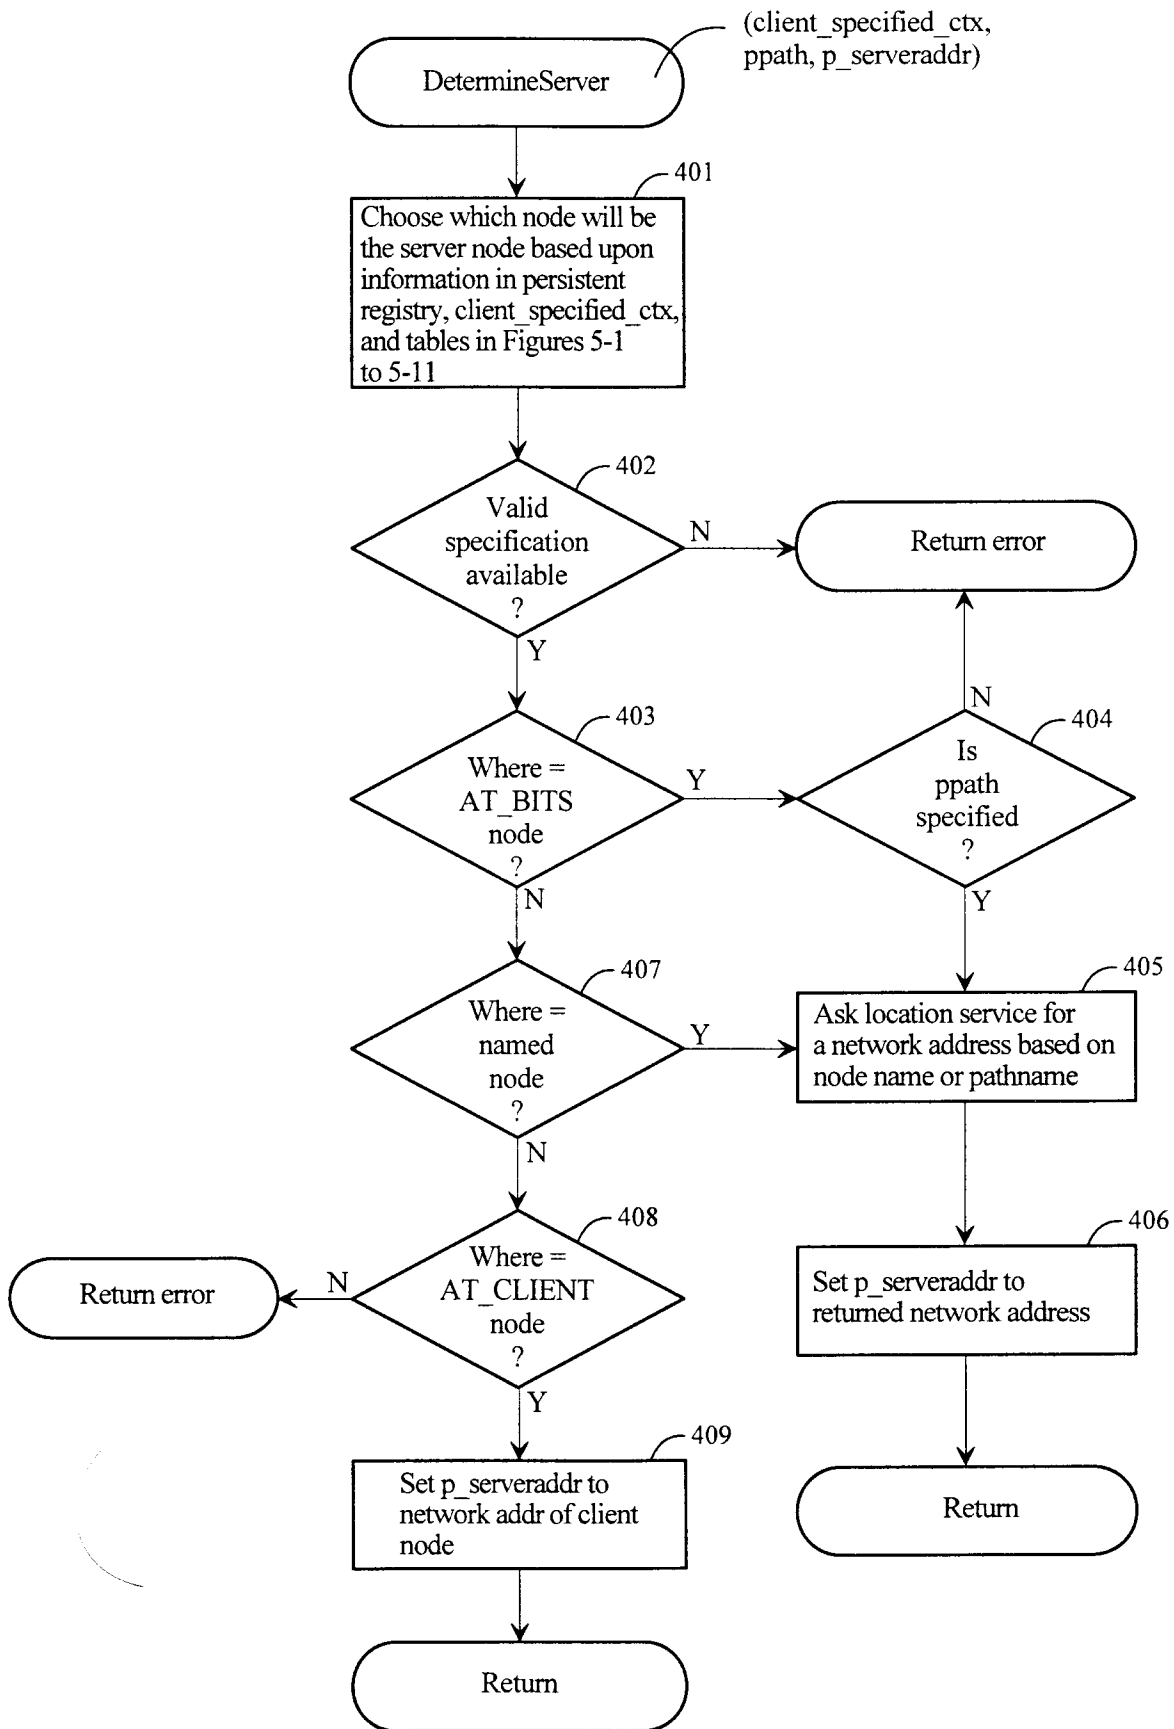 (client_specified_ctx,
ppath, p_serveraddr)
DetermineServer
401
Choose which node will be
the server node based upon
information in persistent
registry, client_specified_ctx,
and tables in Figures 5-1
to 5-11
402
Valid
specification
available
?
N
Return error
Y
403
Where =
AT_BITS
node
?
Y
N
404
Is
ppath
specified
?
N
Y
407
Where =
named
node
?
Y
405
Ask location service for
a network address based on
node name or pathname
N
408
Where =
AT_CLIENT
node
?
N
Return error
406
Set p_serveraddr to
returned network address
Y
409
Set p_serveraddr to
network addr of client
node
Return
Return